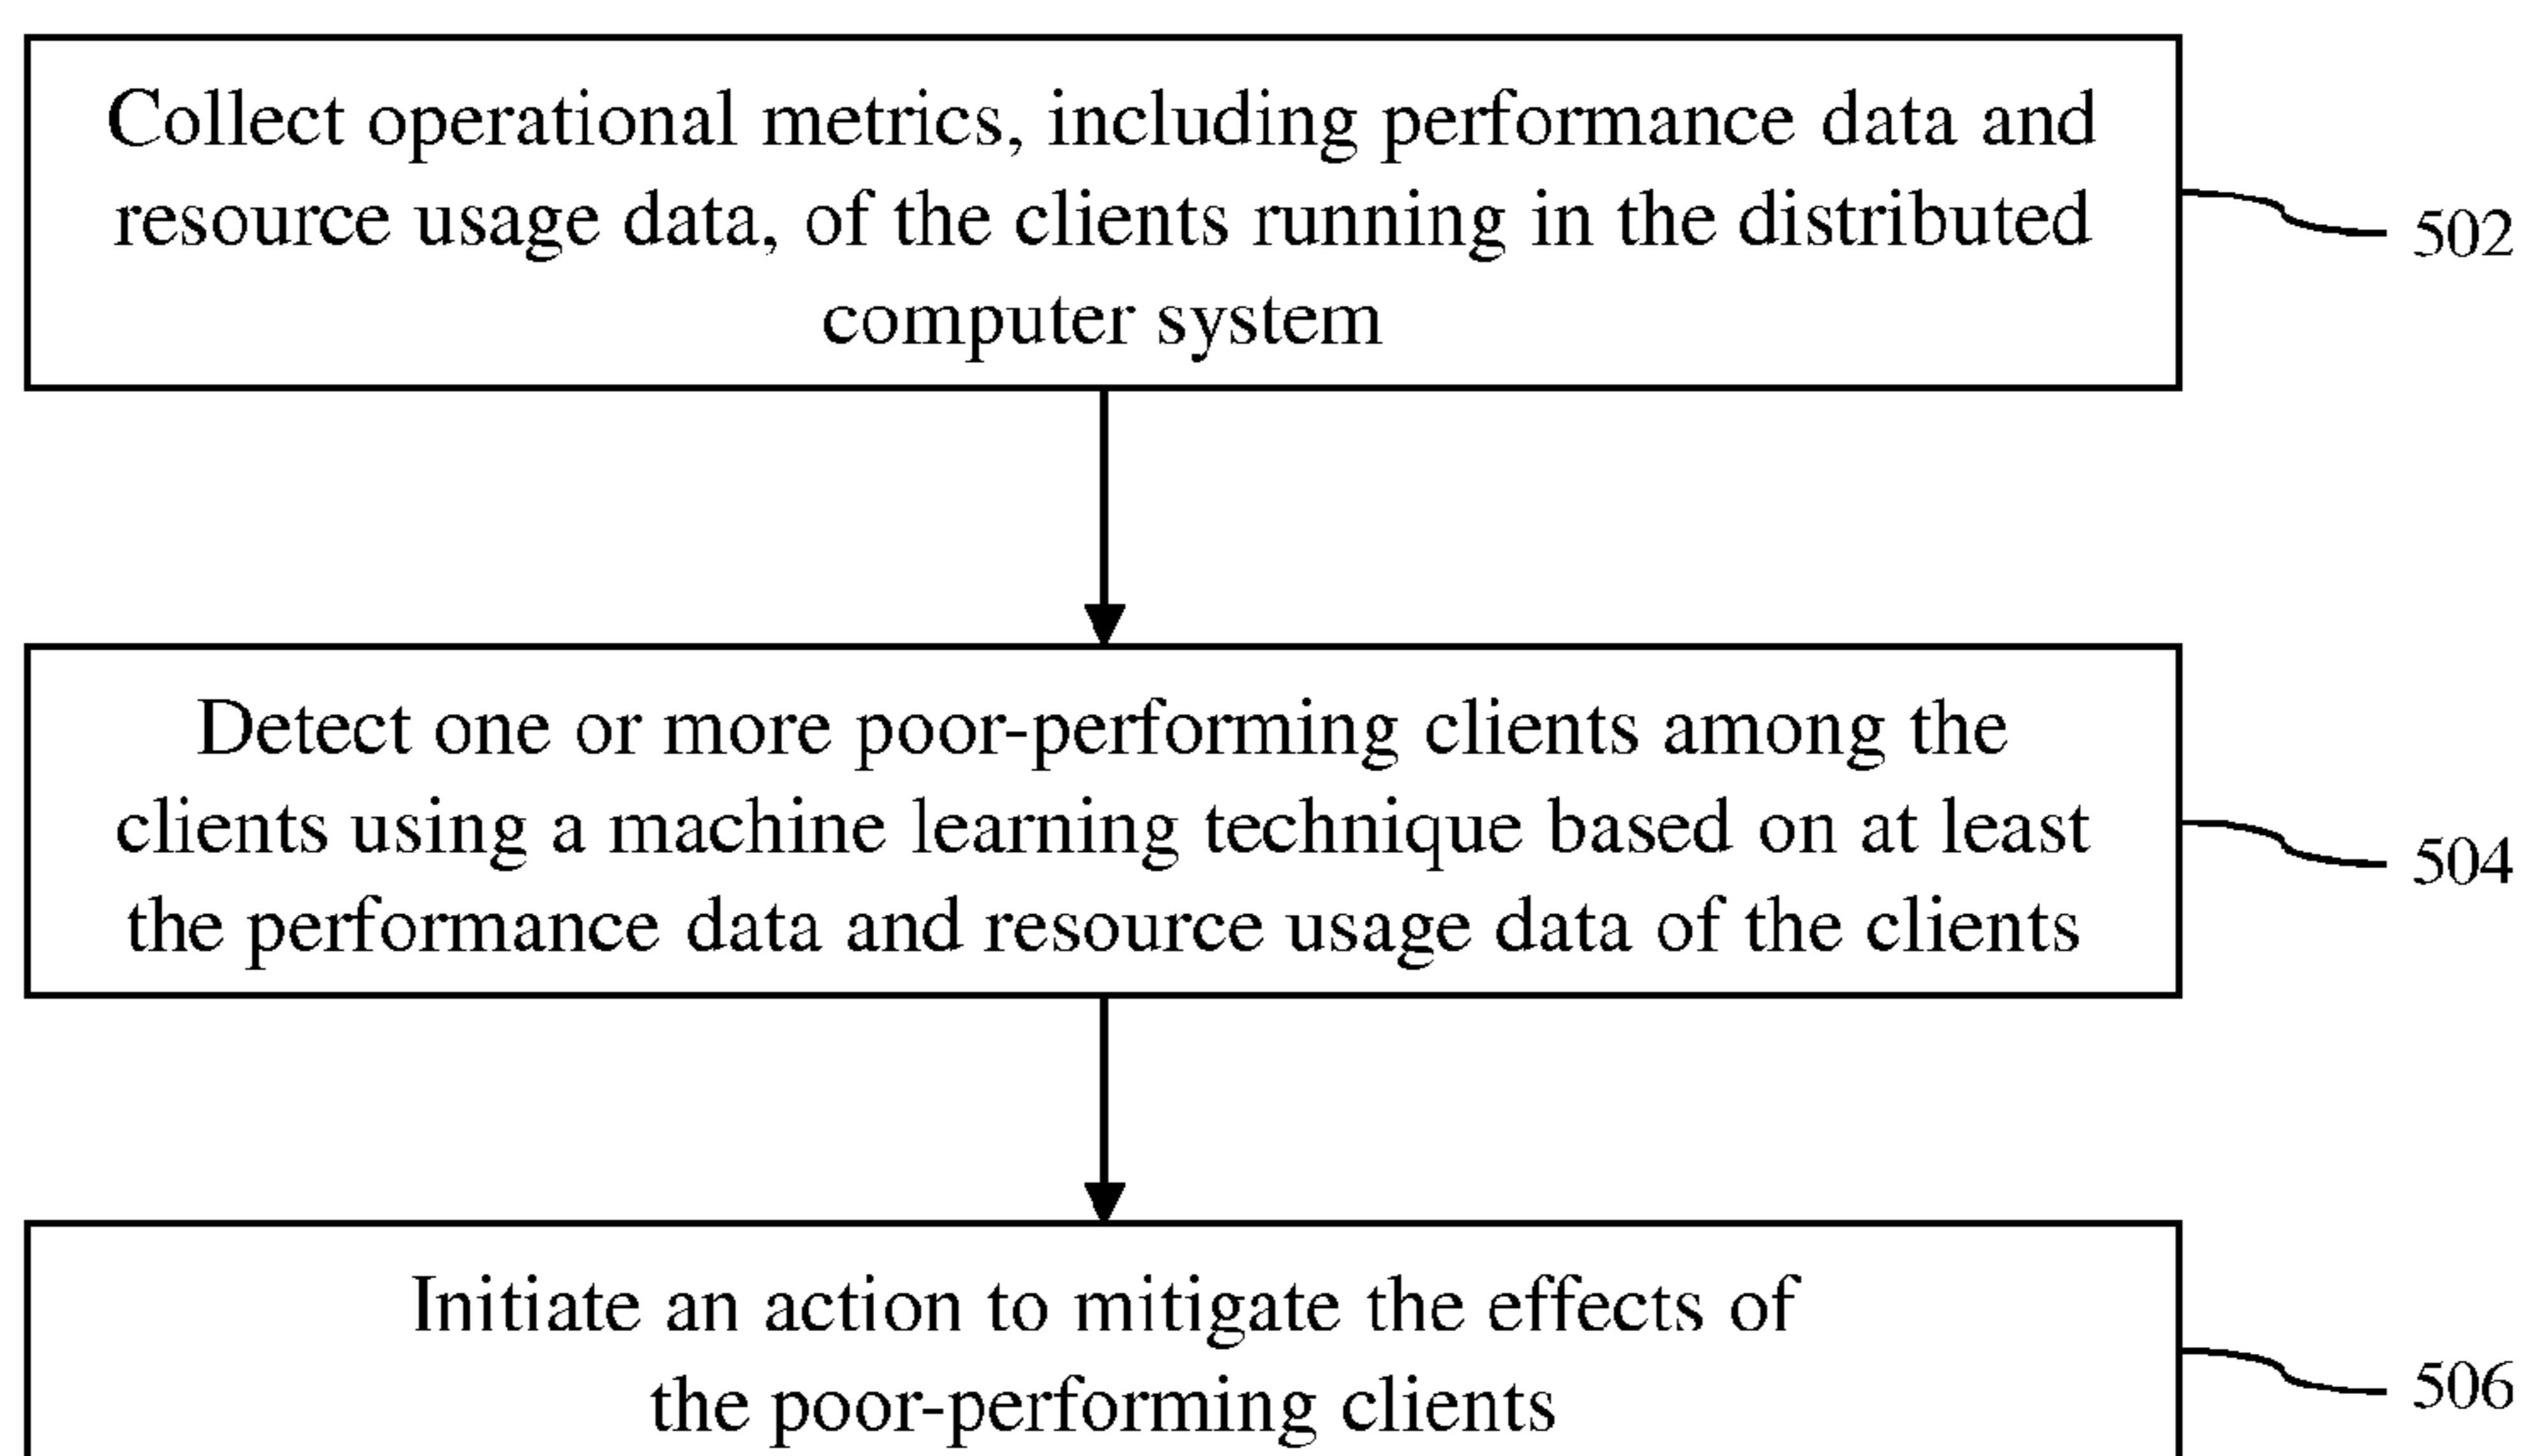 Collect operational metrics, including performance data and
resource usage data, of the clients running in the distributed
computer system
502
Detect one or more poor-performing clients among the
clients using a machine learning technique based on at least
the performance data and resource usage data of the clients
504
Initiate an action to mitigate the effects of
the poor-performing clients
506